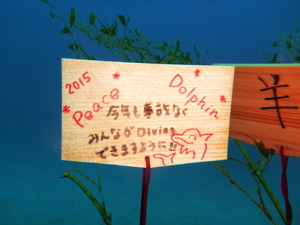 2015
Peace
Dolphin
今年も事故なく
みんながDiving
できますように!!
羊